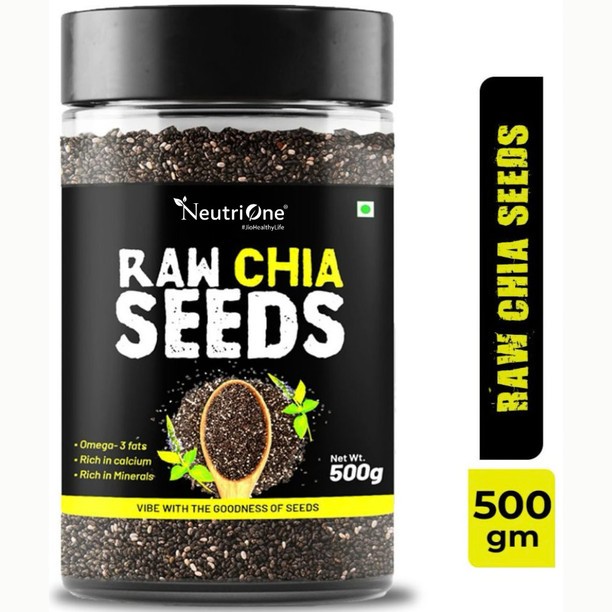 NeutriOne®
#JioHealthyLife
RAW CHIA
SEEDS
• Omega-3 fats
• Rich in calcium
• Rich in Minerals
Net Wt.
500g
VIBE WITH THE GOODNESS OF SEEDS
RAW CHIA SEEDS
500
gm